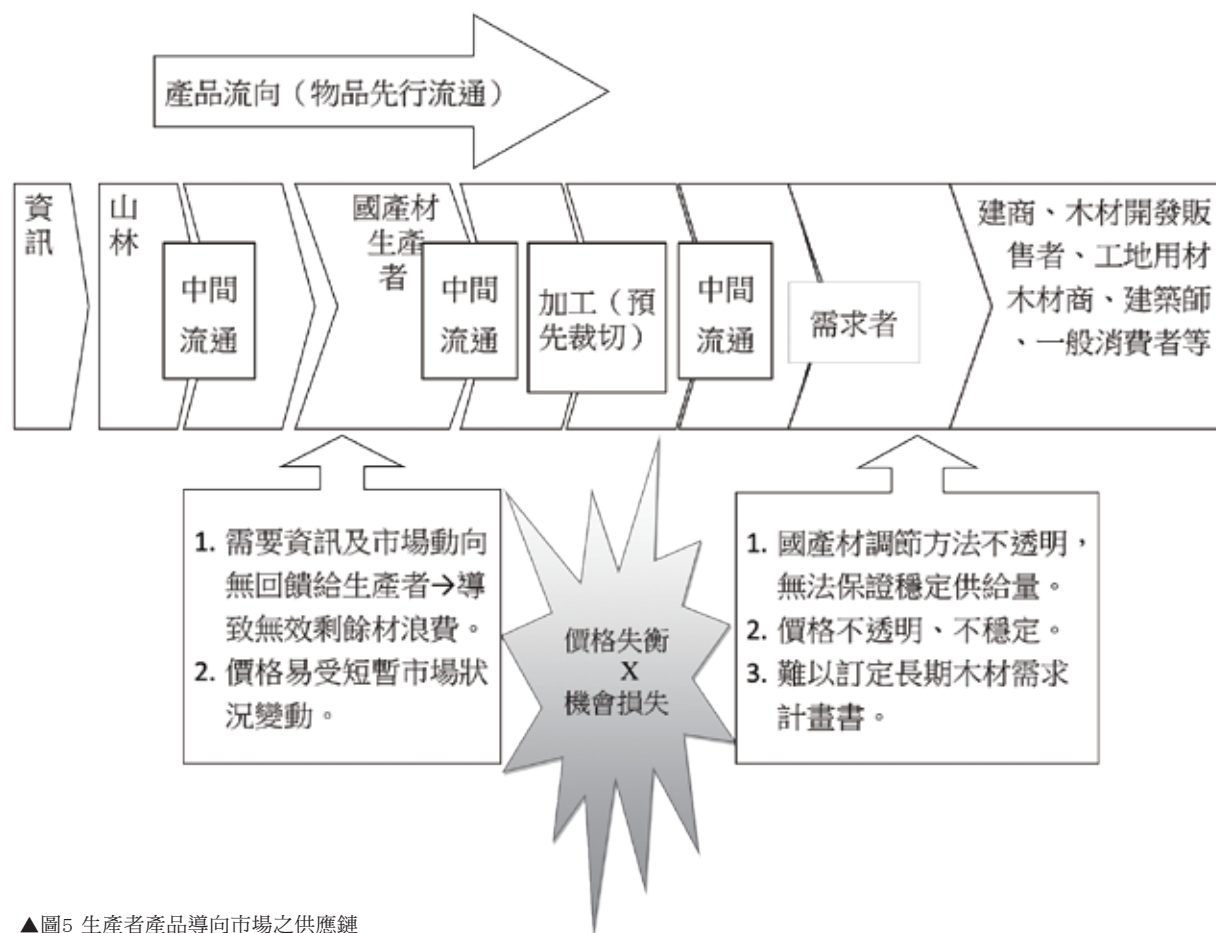 產品流向（物品先行流通）
資
訊
山
林
中間
流通
國產材
生產
者
中間
流通
加工（預
先裁切）
中間
流通
需求者
建商、木材開發販
售者、工地用材
木材商、建築師
、一般消費者等
1. 需要資訊及市場動向
無回饋給生產者→導
致無效剩餘材浪費。
2. 價格易受短暫市場狀
況變動。
價格失衡
X
機會損失
1. 國產材調節方法不透明，
無法保證穩定供給量。
2. 價格不透明、不穩定。
3. 難以訂定長期木材需求
計畫書。
▲圖5 生產者產品導向市場之供應鏈